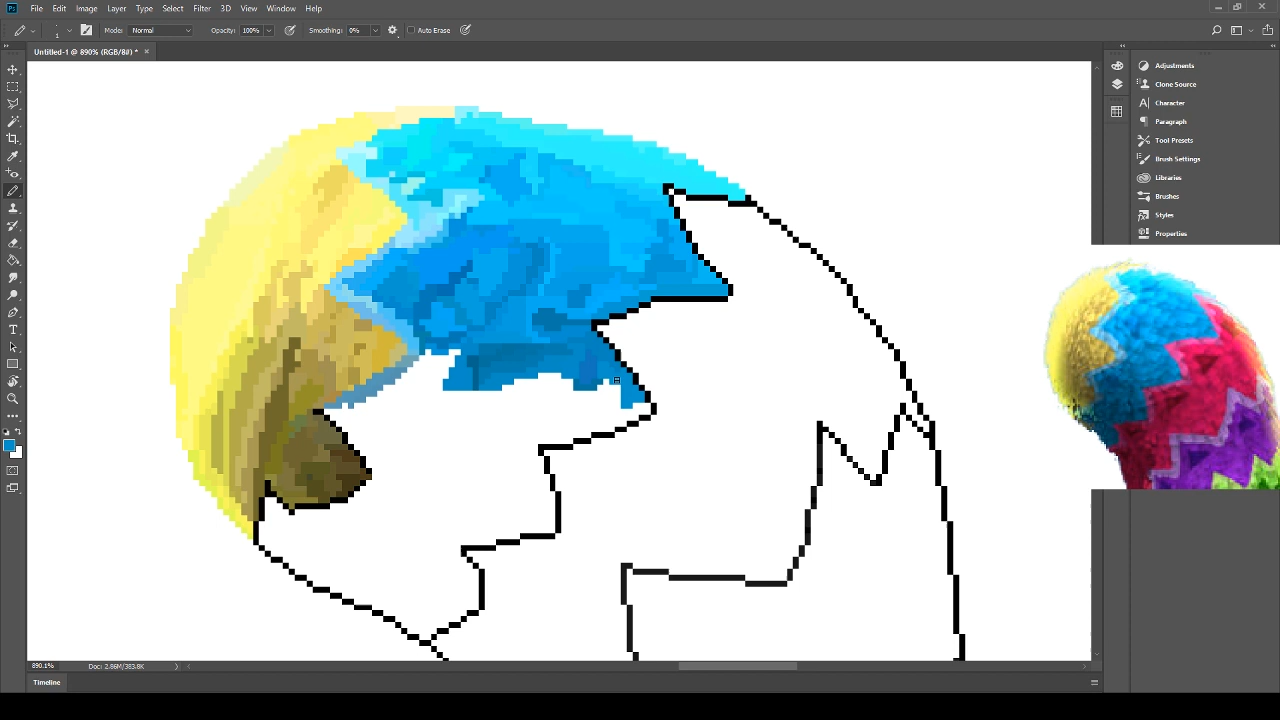 Ps File Edit Image Layer Type Select Filter 3D View Window Help
1 Mode: Normal Opacity: 100% Smoothing: 0% Auto Erase
Untitled-1 @ 890% (RGB/8#) * ×
Adjustments
Clone Source
Character
Paragraph
Tool Presets
Brush Settings
Libraries
Brushes
Styles
Properties
890.1% Doc: 2.86M/383.8K
Timeline